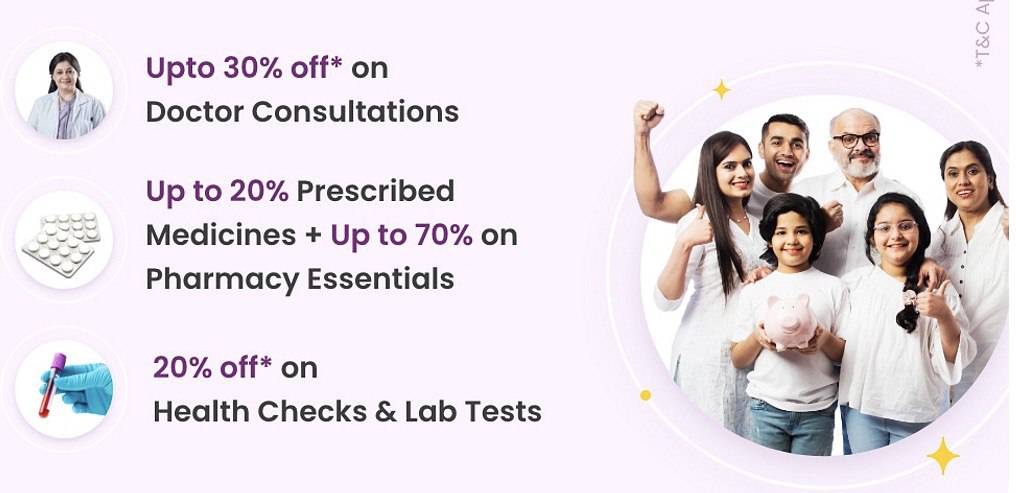 Upto 30% off* on
Doctor Consultations
Up to 20% Prescribed
Medicines + Up to 70% on
Pharmacy Essentials
20% off* on
Health Checks & Lab Tests
*T&C